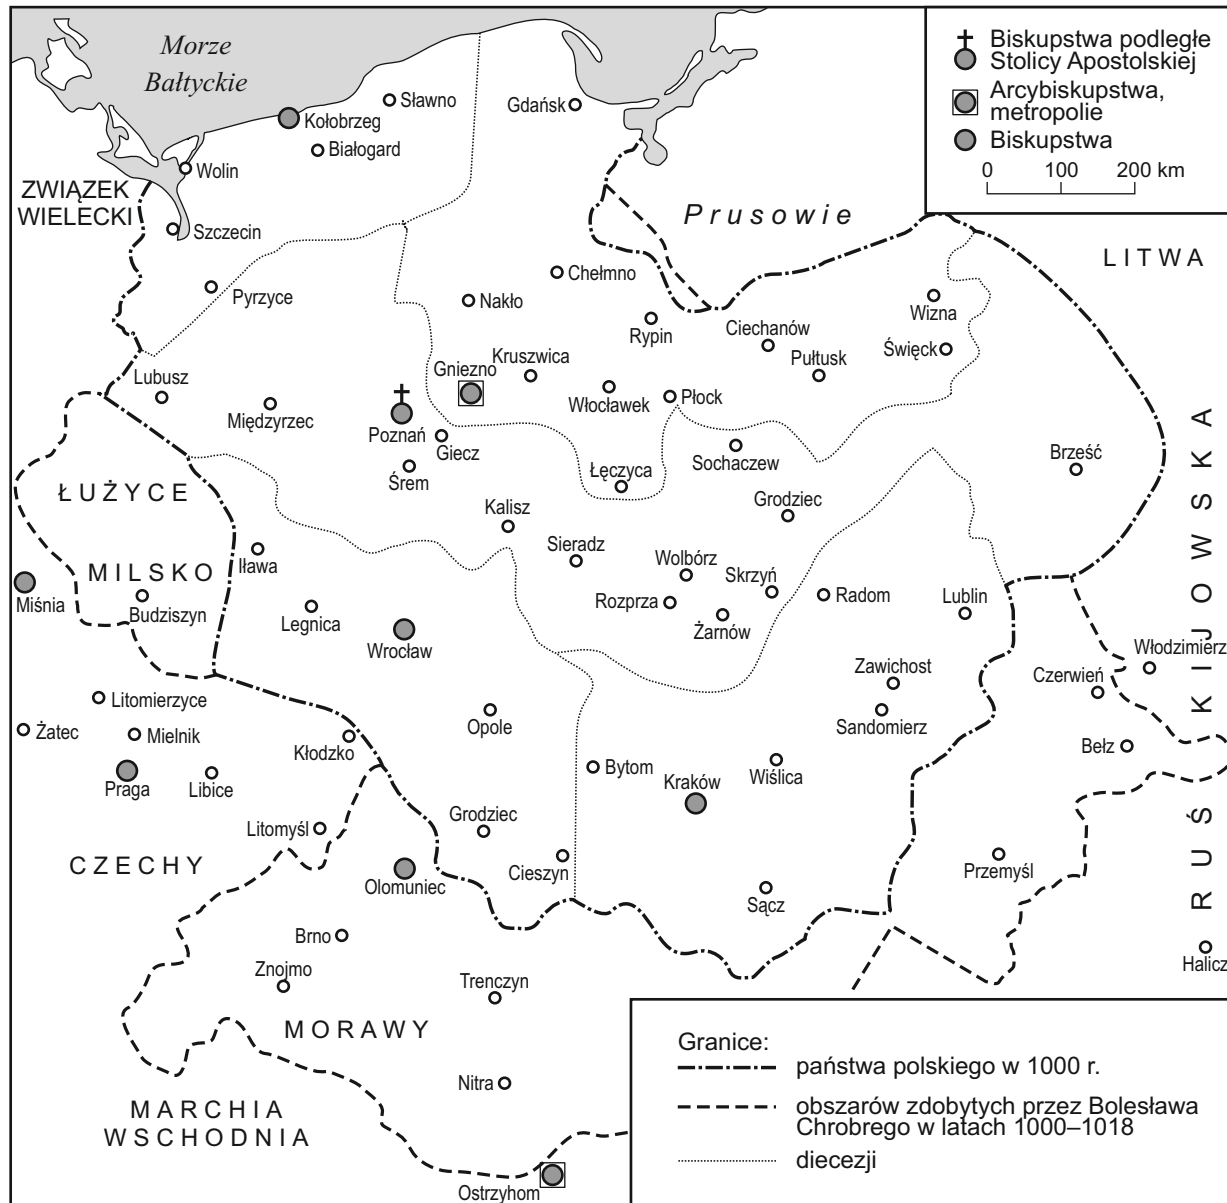 Morze
Bałtyckie
Biskupstwa podległe
Stolicy Apostolskiej
Arcybiskupstwa,
metropolie
Biskupstwa
0 200 km
Sławno
Gdańsk
Kołobrzeg
Białogard
Wolin
ZWIĄZEK
WIELECKI
Szczecin
Prusowie
LITWA
Pyrzyce
Chełmno
Nakło
Rypin
Ciechanów
Wizna
Pułtusk
Święck
Kruszwica
Gniezno
Lubusz
Międzyrzec
Włocławek
Płock
Poznań
Giecz
Śrem
Łęczyca
Sochaczew
Brześć
ŁUŻYCE
Kalisz
Grodziec
Sieradz
Wolbórz
Skrzyń
Iława
MILSKO
Miśnia
Budziszyn
Legnica
Rozprza
Żarnów
Radom
Lublin
Wrocław
Włodzimierz
Zawichost
Czerwień
Litomierzyce
Sandomierz
Żatec
Mielnik
Kłodzko
Opole
Bełz
Praga
Libice
Bytom
Kraków
Wiślica
Litomyśl
Grodziec
CZECHY
Olomuniec
Cieszyn
Przemyśl
Sącz
Brno
RUŚ KIJOWSKA
Halicz
Znojmo
Trenczyn
MORAWY
Nitra
MARCHIA
WSCHODNIA
Ostrzyhom
Granice:
państwa polskiego w 1000 r.
obszarów zdobytych przez Bolesława
Chrobrego w latach 1000–1018
diecezji